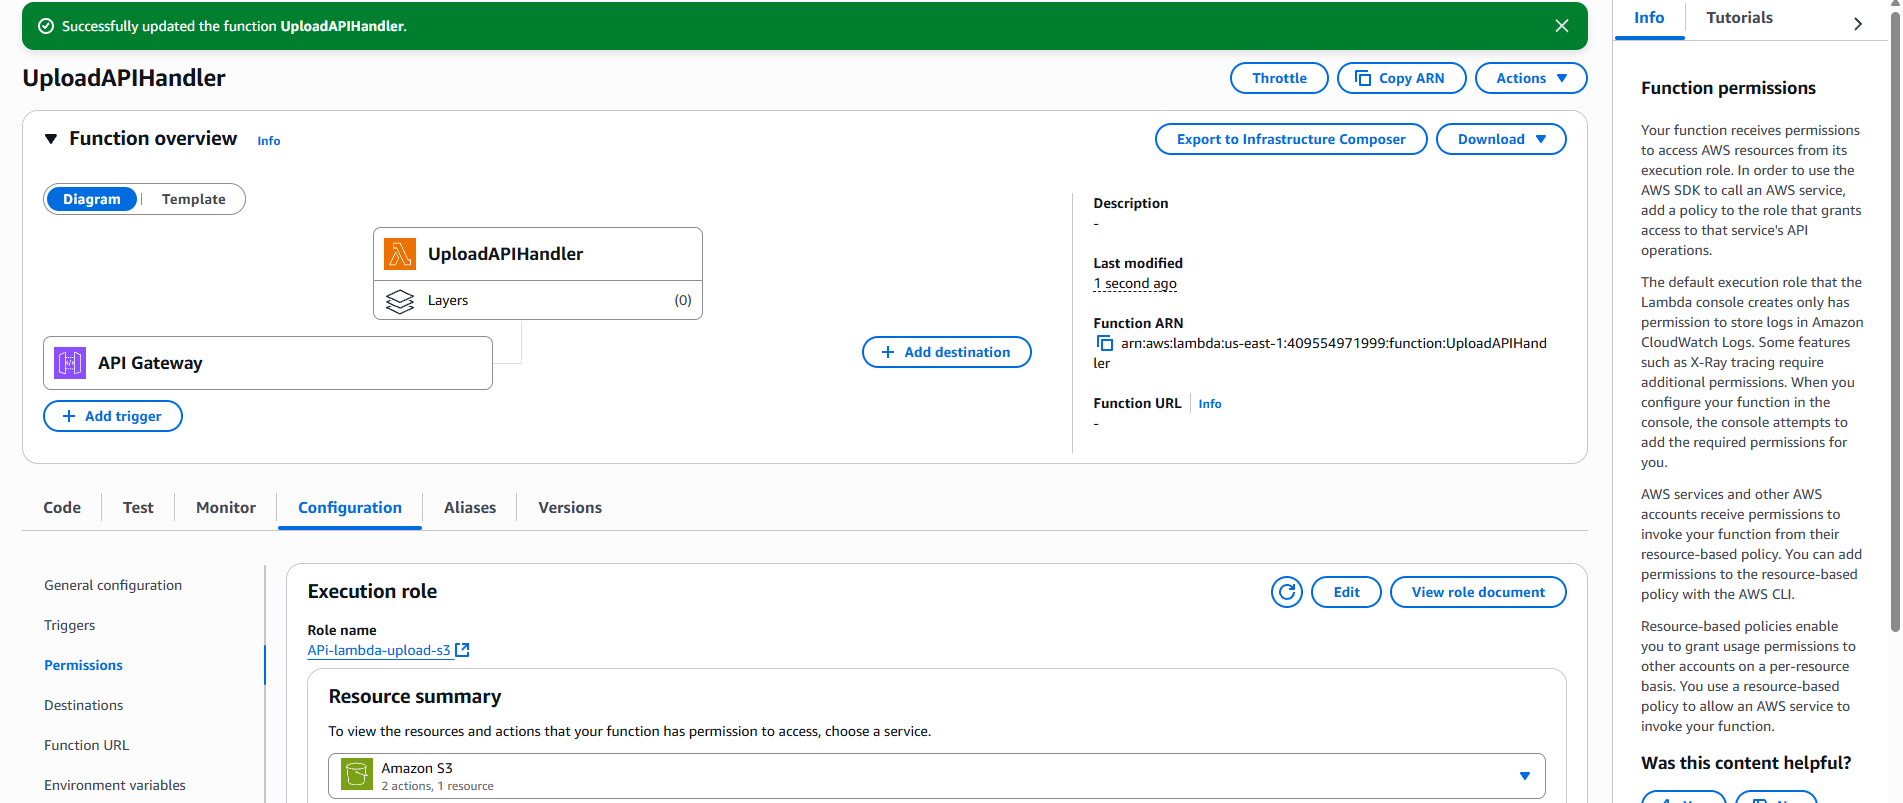 Successfully updated the function UploadAPIHandler.
UploadAPIHandler
Throttle
Copy ARN
Actions
Function overview
Info
Export to Infrastructure Composer
Download
Diagram
Template
UploadAPIHandler
Layers
(0)
API Gateway
Add destination
Add trigger
Description
-
Last modified
1 second ago
Function ARN
arn:aws:lambda:us-east-1:409554971999:function:UploadAPIHand
ler
Function URL
Info
-
Code
Test
Monitor
Configuration
Aliases
Versions
General configuration
Triggers
Permissions
Destinations
Function URL
Environment variables
Execution role
Edit
View role document
Role name
APi-lambda-upload-s3
Resource summary
To view the resources and actions that your function has permission to access, choose a service.
Amazon S3
2 actions, 1 resource
Info
Tutorials
Function permissions
Your function receives permissions
to access AWS resources from its
execution role. In order to use the
AWS SDK to call an AWS service,
add a policy to the role that grants
access to that service's API
operations.
The default execution role that the
Lambda console creates only has
permission to store logs in Amazon
CloudWatch Logs. Some features
such as X-Ray tracing require
additional permissions. When you
configure your function in the
console, the console attempts to
add the required permissions for
you.
AWS services and other AWS
accounts receive permissions to
invoke your function from their
resource-based policy. You can add
permissions to the resource-based
policy with the AWS CLI.
Resource-based policies enable
you to grant usage permissions to
other accounts on a per-resource
basis. You use a resource-based
policy to allow an AWS service to
invoke your function.
Was this content helpful?